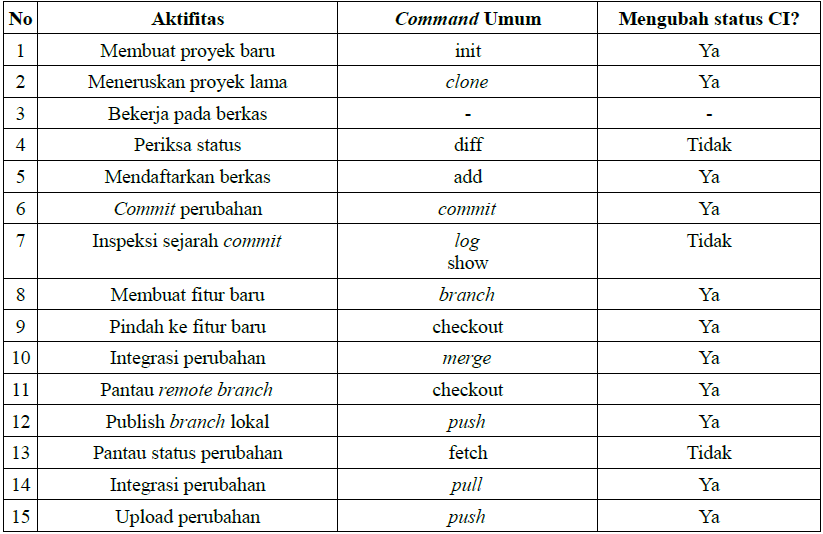 No Aktifitas Command Umum Mengubah status CI?
1 Membuat proyek baru init Ya
2 Meneruskan proyek lama clone Ya
3 Bekerja pada berkas - -
4 Periksa status diff Tidak
5 Mendaftarkan berkas add Ya
6 Commit perubahan commit Ya
7 Inspeksi sejarah commit log Tidak
show
8 Membuat fitur baru branch Ya
9 Pindah ke fitur baru checkout Ya
10 Integrasi perubahan merge Ya
11 Pantau remote branch checkout Ya
12 Publish branch lokal push Ya
13 Pantau status perubahan fetch Tidak
14 Integrasi perubahan pull Ya
15 Upload perubahan push Ya